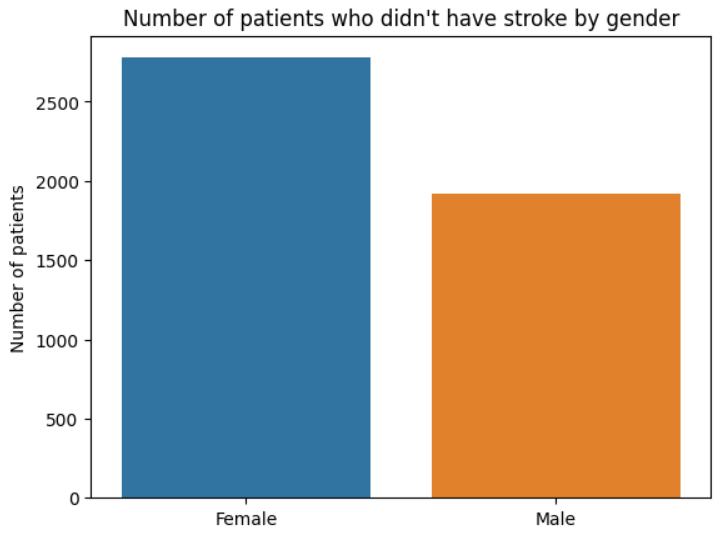 Number of patients who didn't have stroke by gender
Number of patients
2500
2000
1500
1000
500
0
Female Male